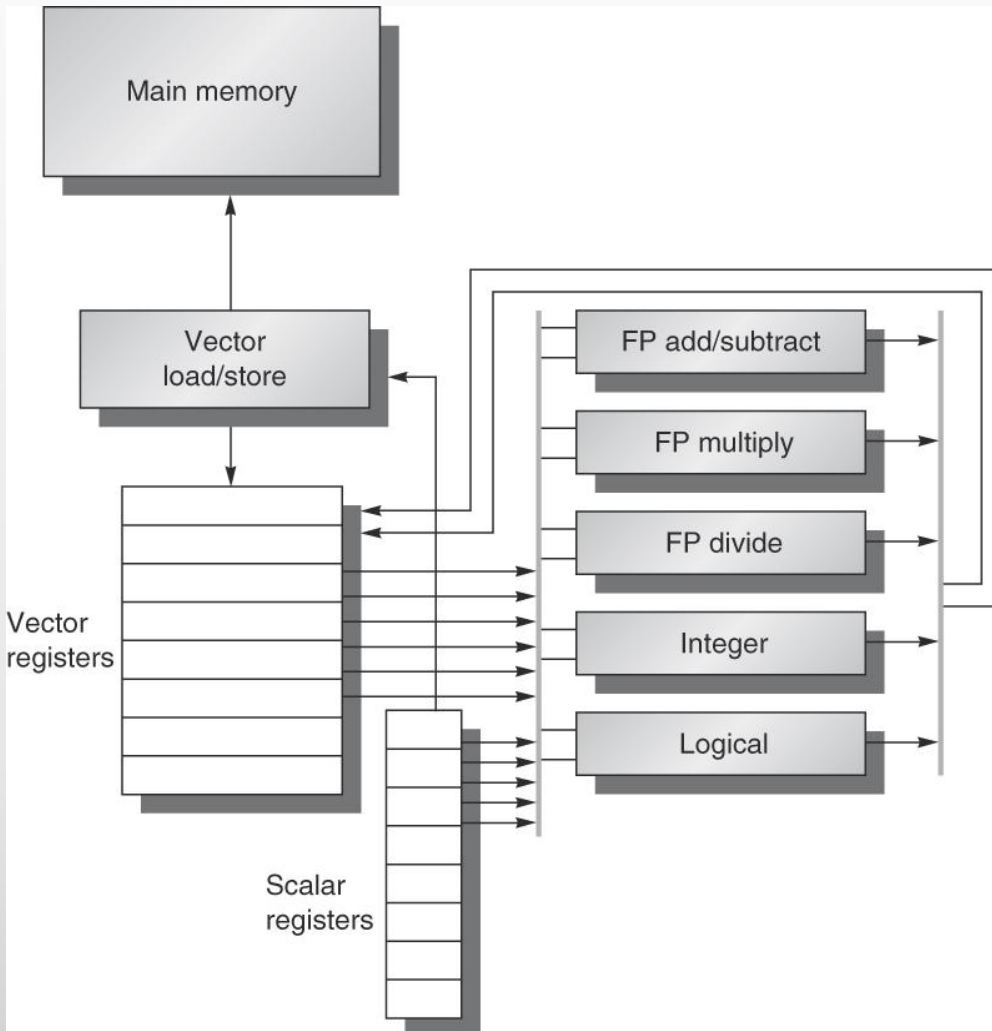 Main memory
Vector
load/store
FP add/subtract
FP multiply
FP divide
Integer
Logical
Vector
registers
Scalar
registers